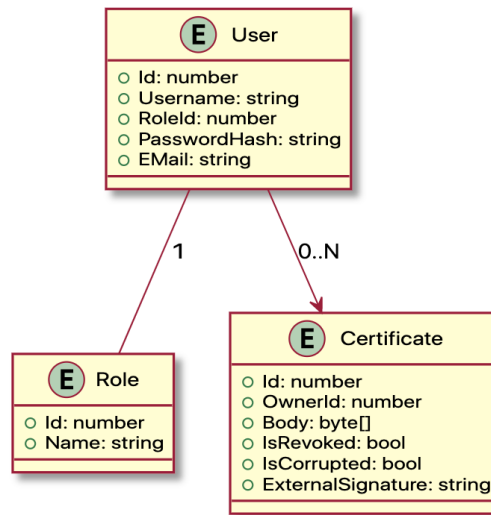 E User
Id: number
Username: string
RoleId: number
PasswordHash: string
EMail: string
1
0..N
E Role
Id: number
Name: string
E Certificate
Id: number
OwnerId: number
Body: byte[]
IsRevoked: bool
IsCorrupted: bool
ExternalSignature: string